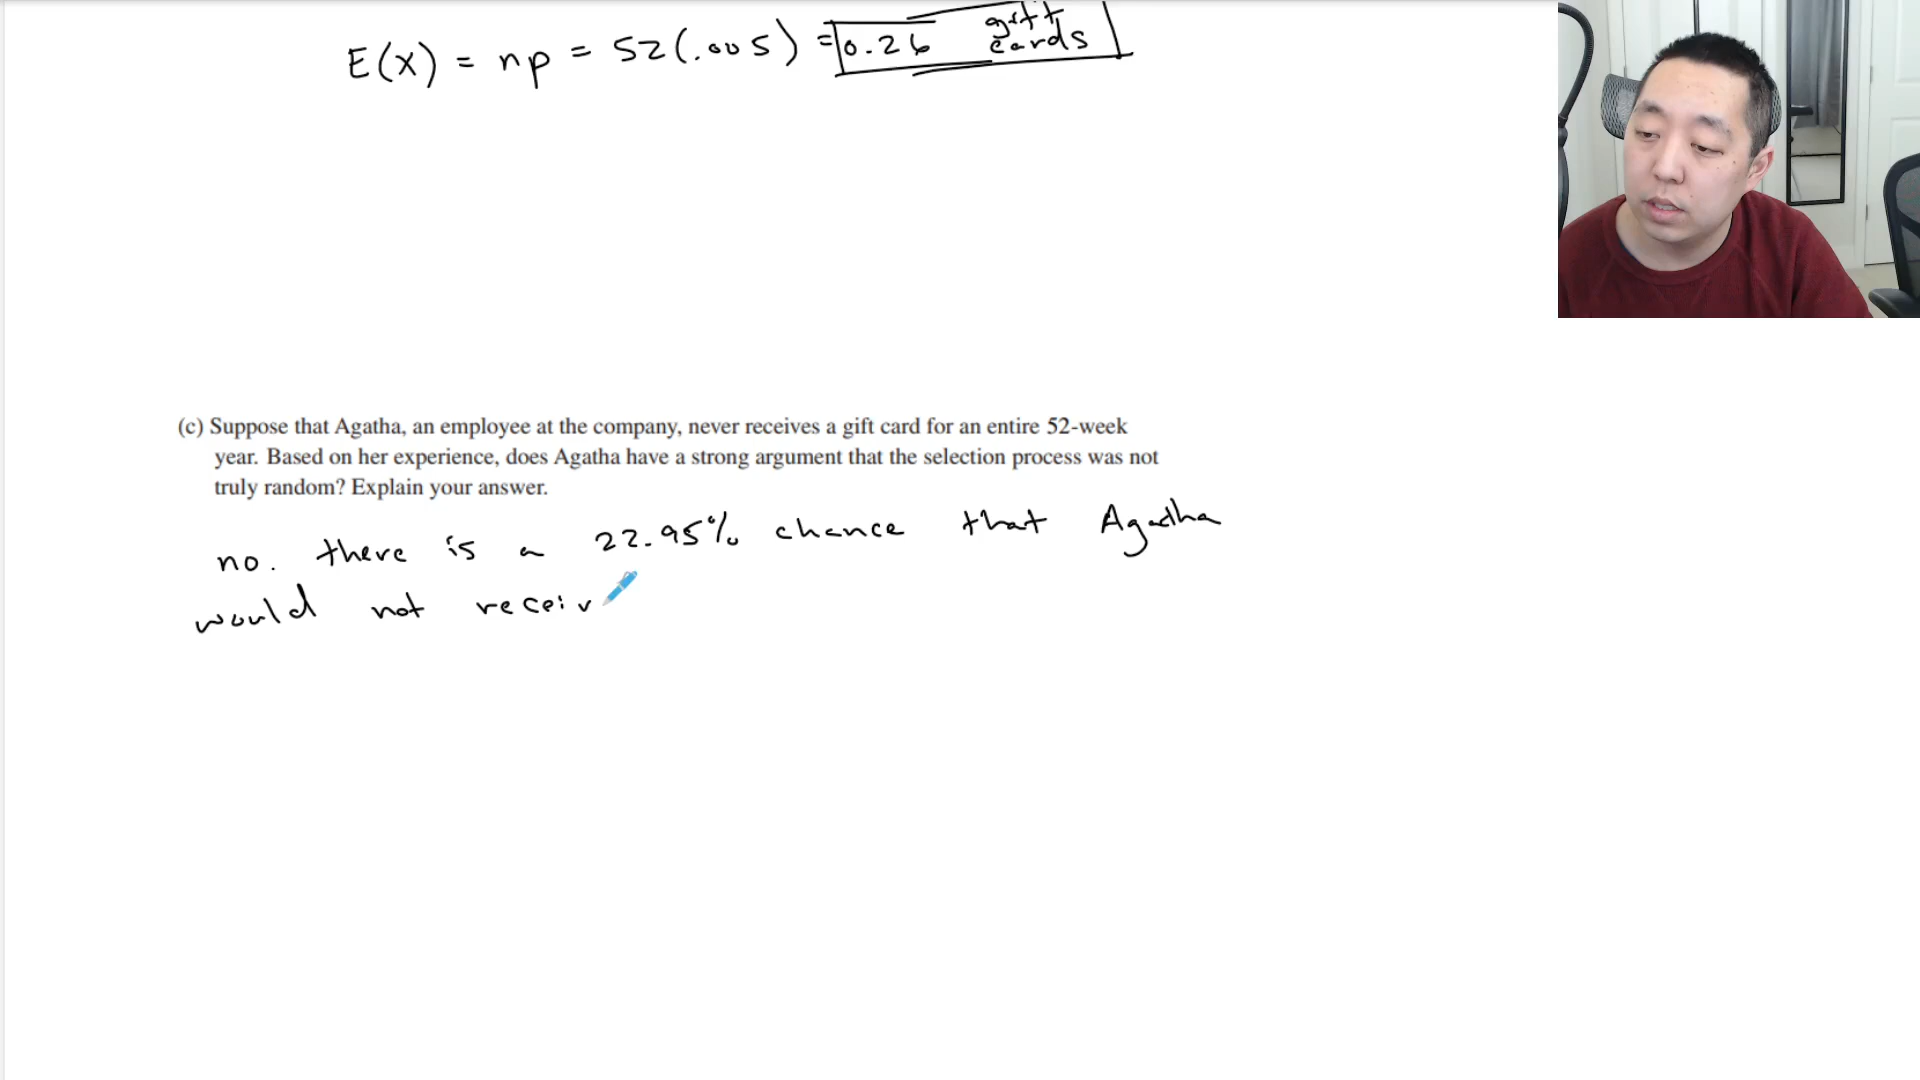 E(x) = np = 52(.005) = 0.26 gift cards
(c) Suppose that Agatha, an employee at the company, never receives a gift card for an entire 52-week
year. Based on her experience, does Agatha have a strong argument that the selection process was not
truly random? Explain your answer.
no. there is a 22.95% chance that Agatha
would not receiv